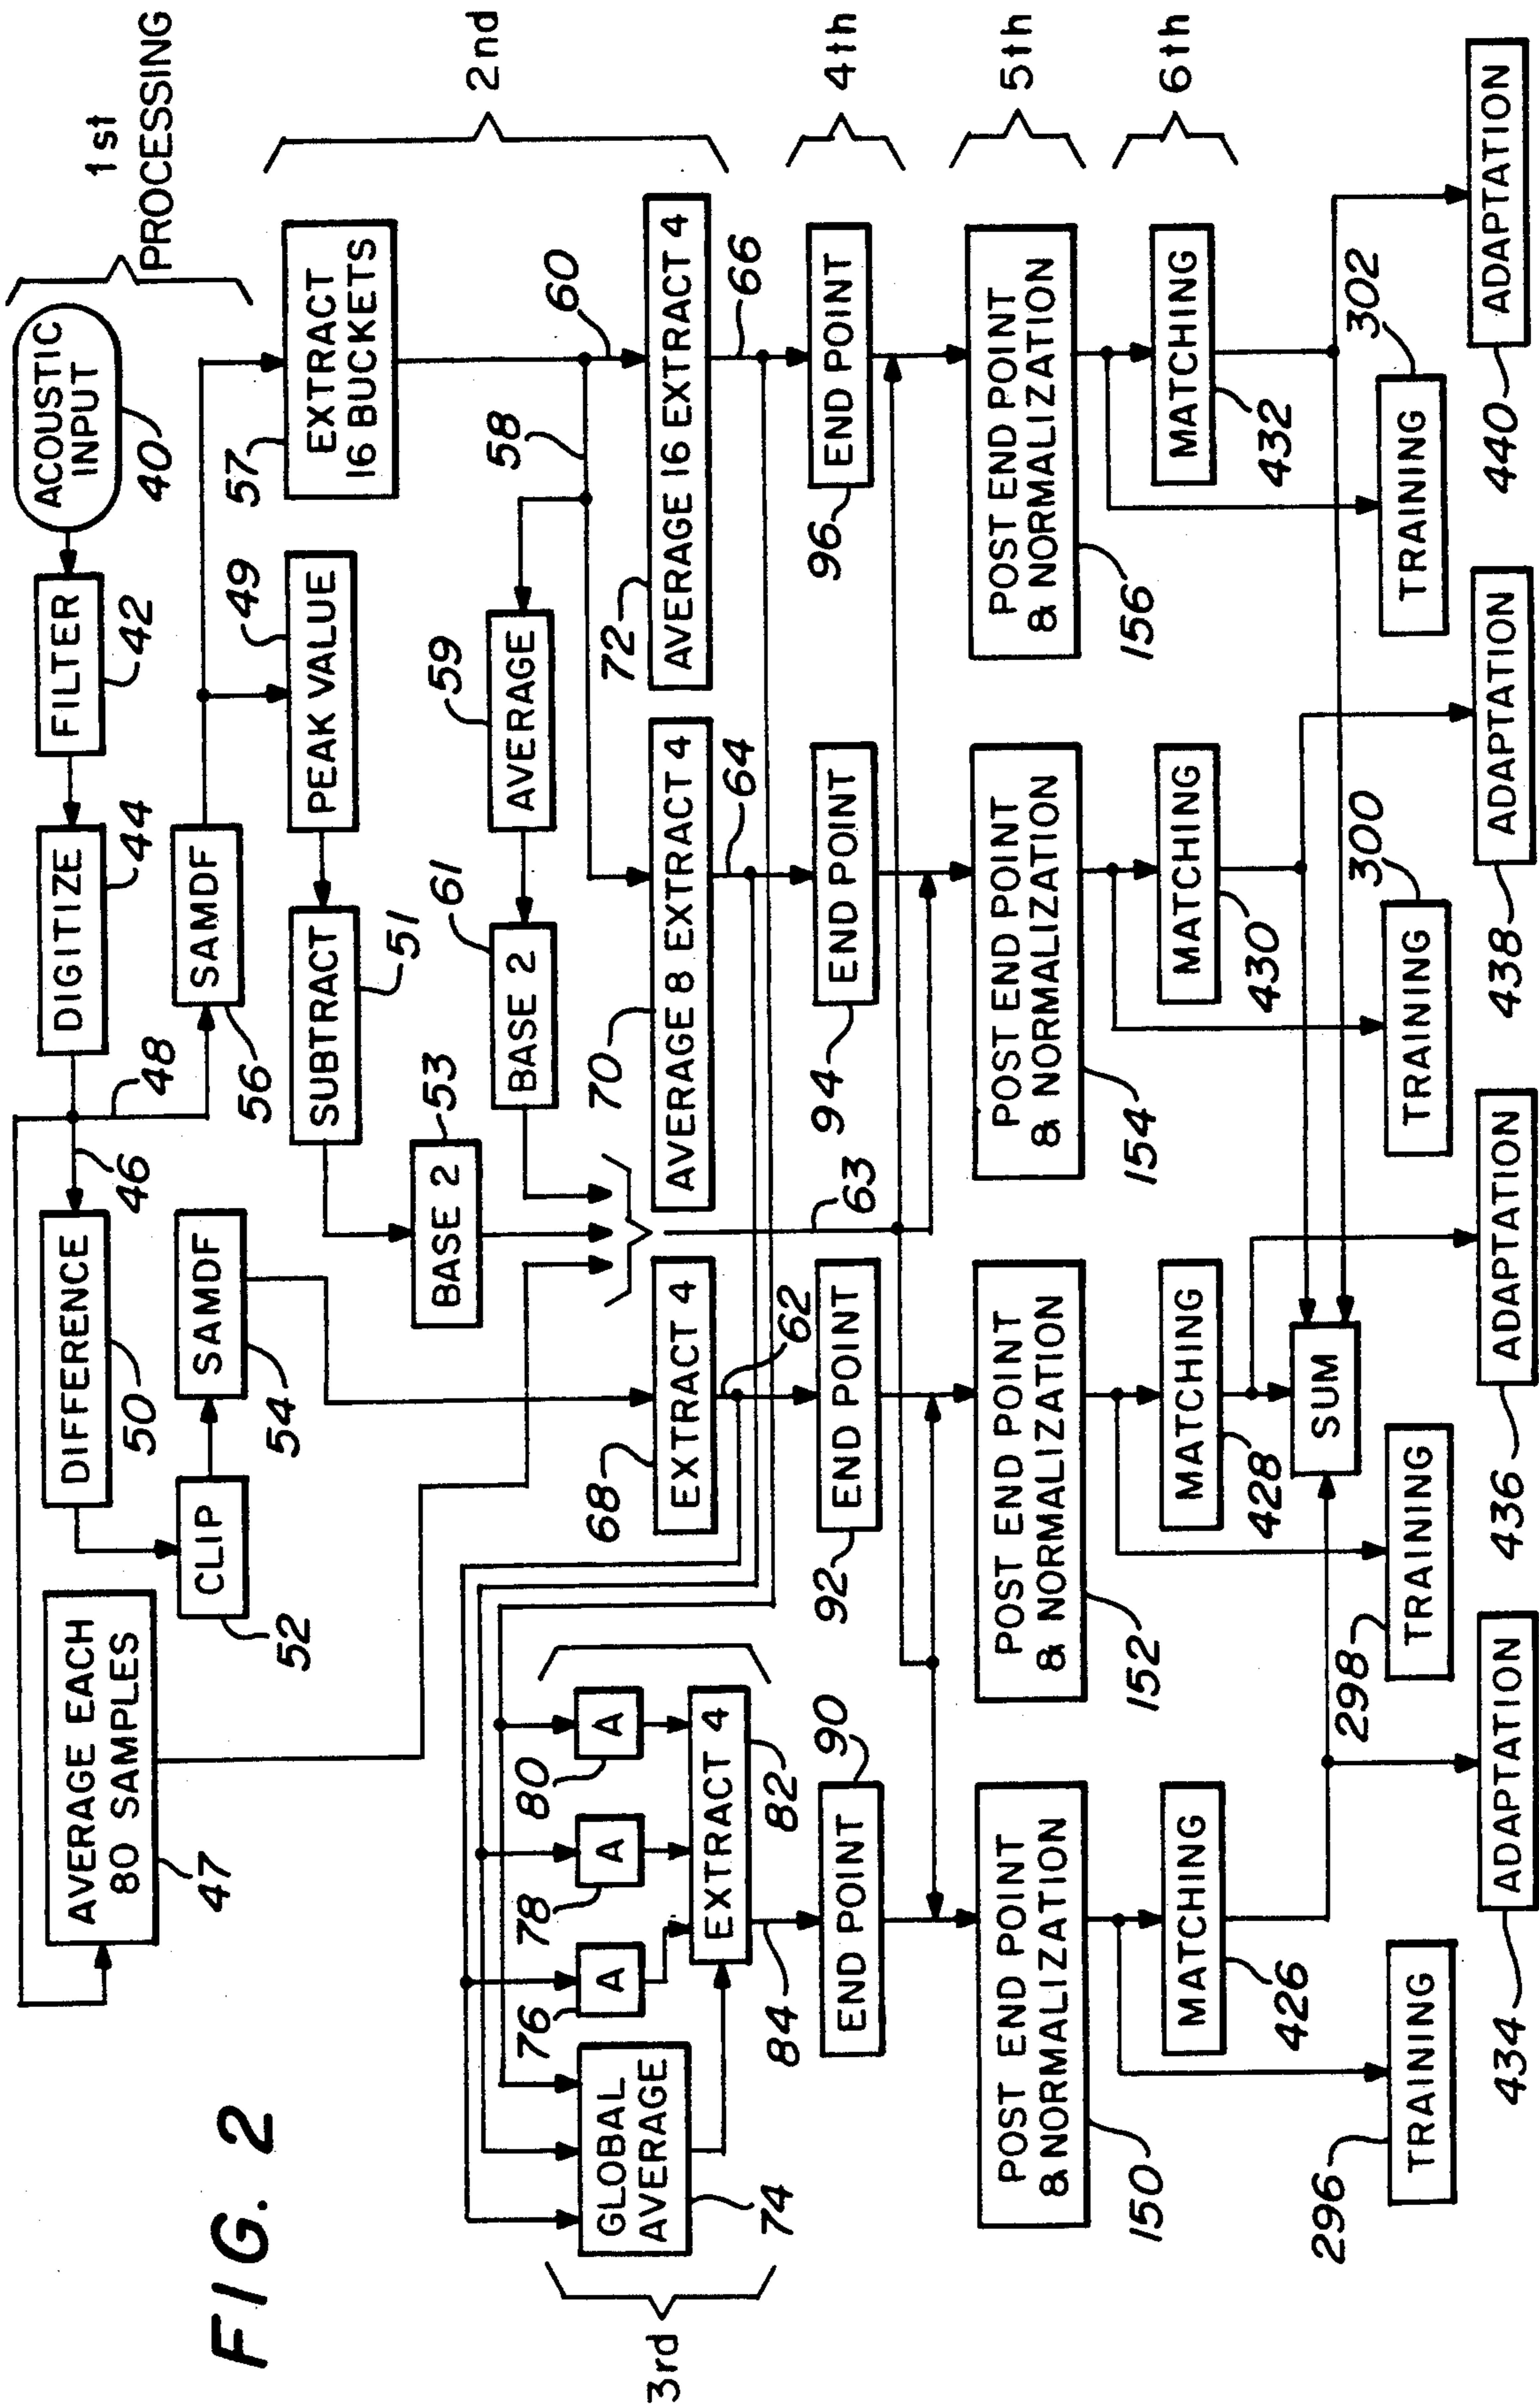 FIG. 2
AVERAGE EACH
80 SAMPLES
47
DIFFERENCE
50
46
48
DIGITIZE
44
FILTER
42
ACOUSTIC
INPUT
40
1st
PROCESSING
CLIP
52
SAMDF
54
SAMDF
56
SUBTRACT
51
PEAK VALUE
49
57
EXTRACT
16 BUCKETS
BASE 2
53
BASE 2
61
AVERAGE
59
58
60
2nd
3rd
GLOBAL
AVERAGE
74
76
A
78
A
80
A
EXTRACT 4
82
84
68
EXTRACT 4
62
70
AVERAGE 8 EXTRACT 4
64
72
AVERAGE 16 EXTRACT 4
66
END POINT
90
92
END POINT
63
94
END POINT
96
END POINT
4th
150
POST END POINT
& NORMALIZATION
152
POST END POINT
& NORMALIZATION
154
POST END POINT
& NORMALIZATION
156
POST END POINT
& NORMALIZATION
5th
MATCHING
426
MATCHING
428
MATCHING
430
MATCHING
432
6th
SUM
296
TRAINING
298
TRAINING
TRAINING
300
TRAINING
302
434
ADAPTATION
436
ADAPTATION
438
ADAPTATION
440
ADAPTATION